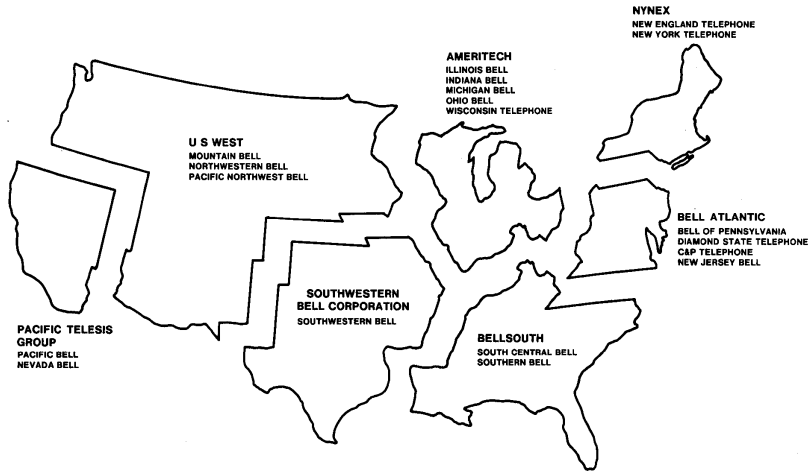 NYNEX
NEW ENGLAND TELEPHONE
NEW YORK TELEPHONE
AMERITECH
ILLINOIS BELL
INDIANA BELL
MICHIGAN BELL
OHIO BELL
WISCONSIN TELEPHONE
U S WEST
MOUNTAIN BELL
NORTHWESTERN BELL
PACIFIC NORTHWEST BELL
BELL ATLANTIC
BELL OF PENNSYLVANIA
DIAMOND STATE TELEPHONE
C&P TELEPHONE
NEW JERSEY BELL
SOUTHWESTERN
BELL CORPORATION
SOUTHWESTERN BELL
PACIFIC TELESIS
GROUP
PACIFIC BELL
NEVADA BELL
BELLSOUTH
SOUTH CENTRAL BELL
SOUTHERN BELL